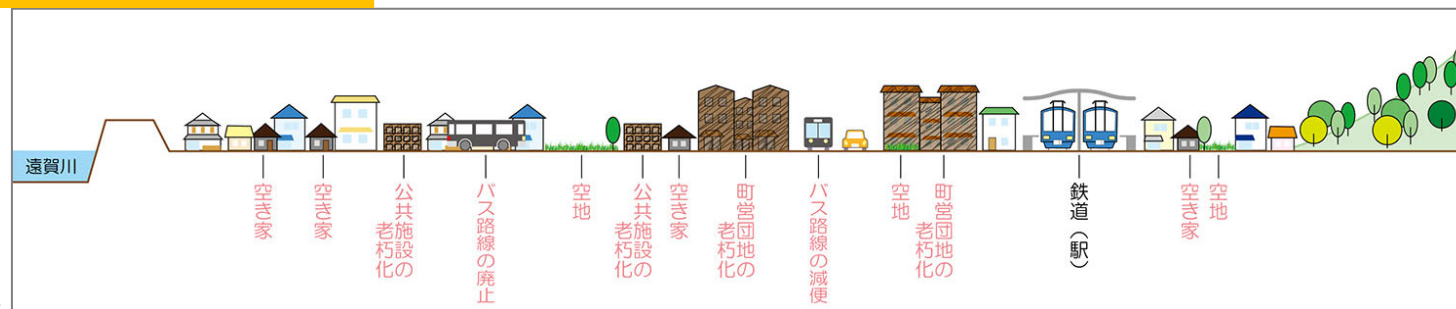 遠賀川
空き家
空き家
公共施設の
老朽化
バス路線の廃止
空地
公共施設の
老朽化
空き家
町営団地の
老朽化
バス路線の減便
空地
町営団地の
老朽化
鉄道（駅）
空き家
空地